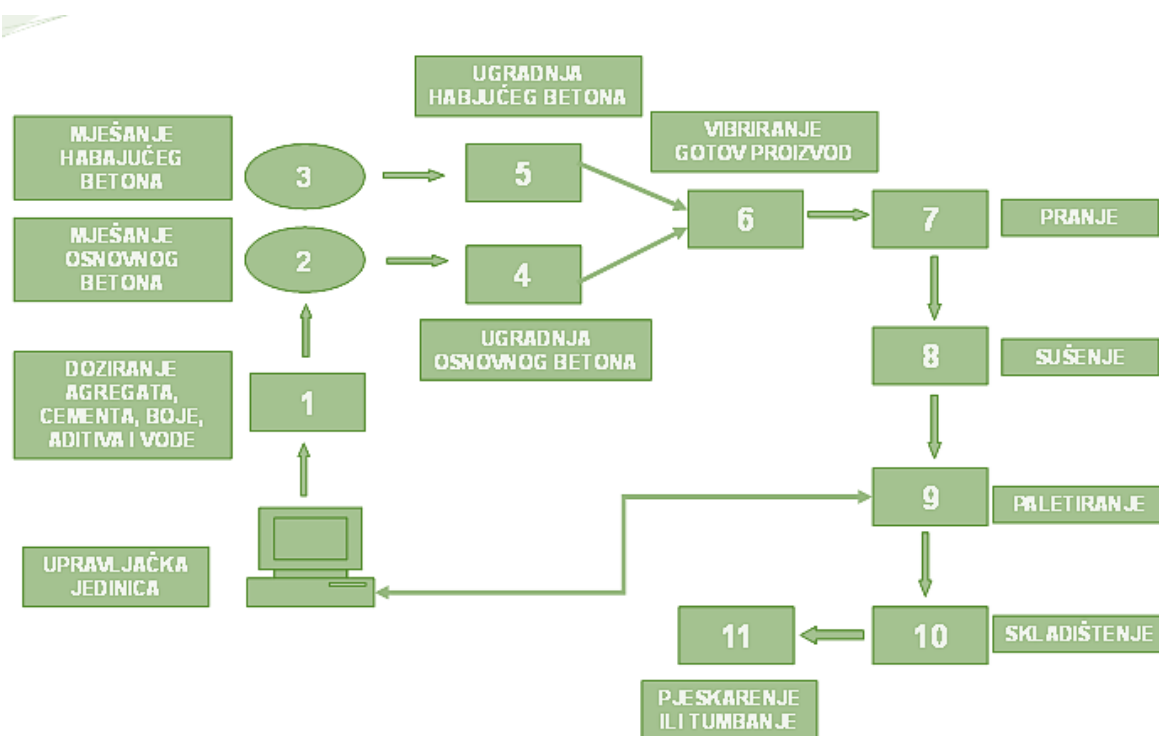 UGRADNJA
HABJUĆEG BETONA
MJEŠANJE
HABAJUĆEG
BETONA
3
5
VIBRIRANJE
GOTOV PROIZVOD
6
7
PRANJE
MJEŠANJE
OSNOVNOG
BETONA
2
4
UGRADNJA
OSNOVNOG BETONA
8
SUŠENJE
DOZIRANJE
AGREGATA,
CEMENTA, BOJE,
ADITIVA I VODE
1
9
PALETIRANJE
UPRAVLJAČKA
JEDINICA
11
10
SKLADIŠTENJE
PJESKARENJE
ILI TUMBANJE